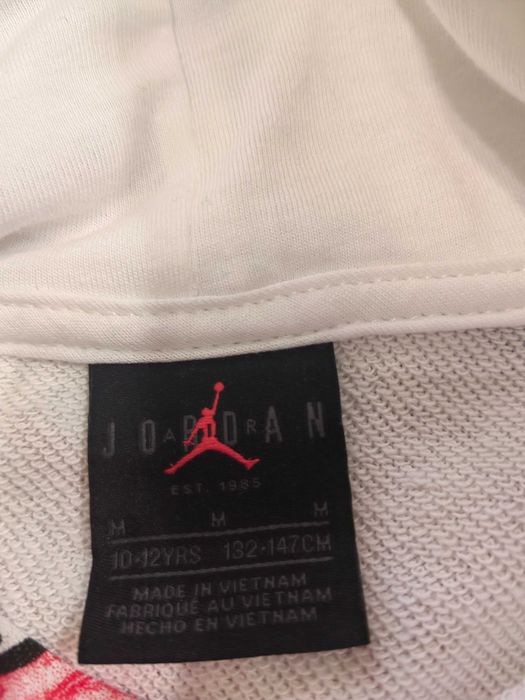 JORDAN
AIR
EST. 1985
M M M
10-12YRS 132-147CM
MADE IN VIETNAM
FABRIQUÉ AU VIETNAM
HECHO EN VIETNAM